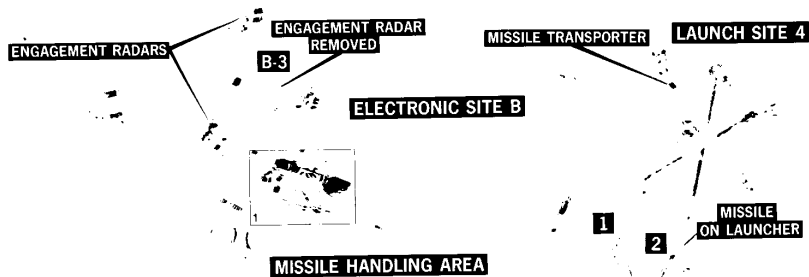 ENGAGEMENT RADARS
ENGAGEMENT RADAR
REMOVED
B-3
ELECTRONIC SITE B
MISSILE TRANSPORTER
LAUNCH SITE 4
1
1
2
MISSILE
ON LAUNCHER
MISSILE HANDLING AREA